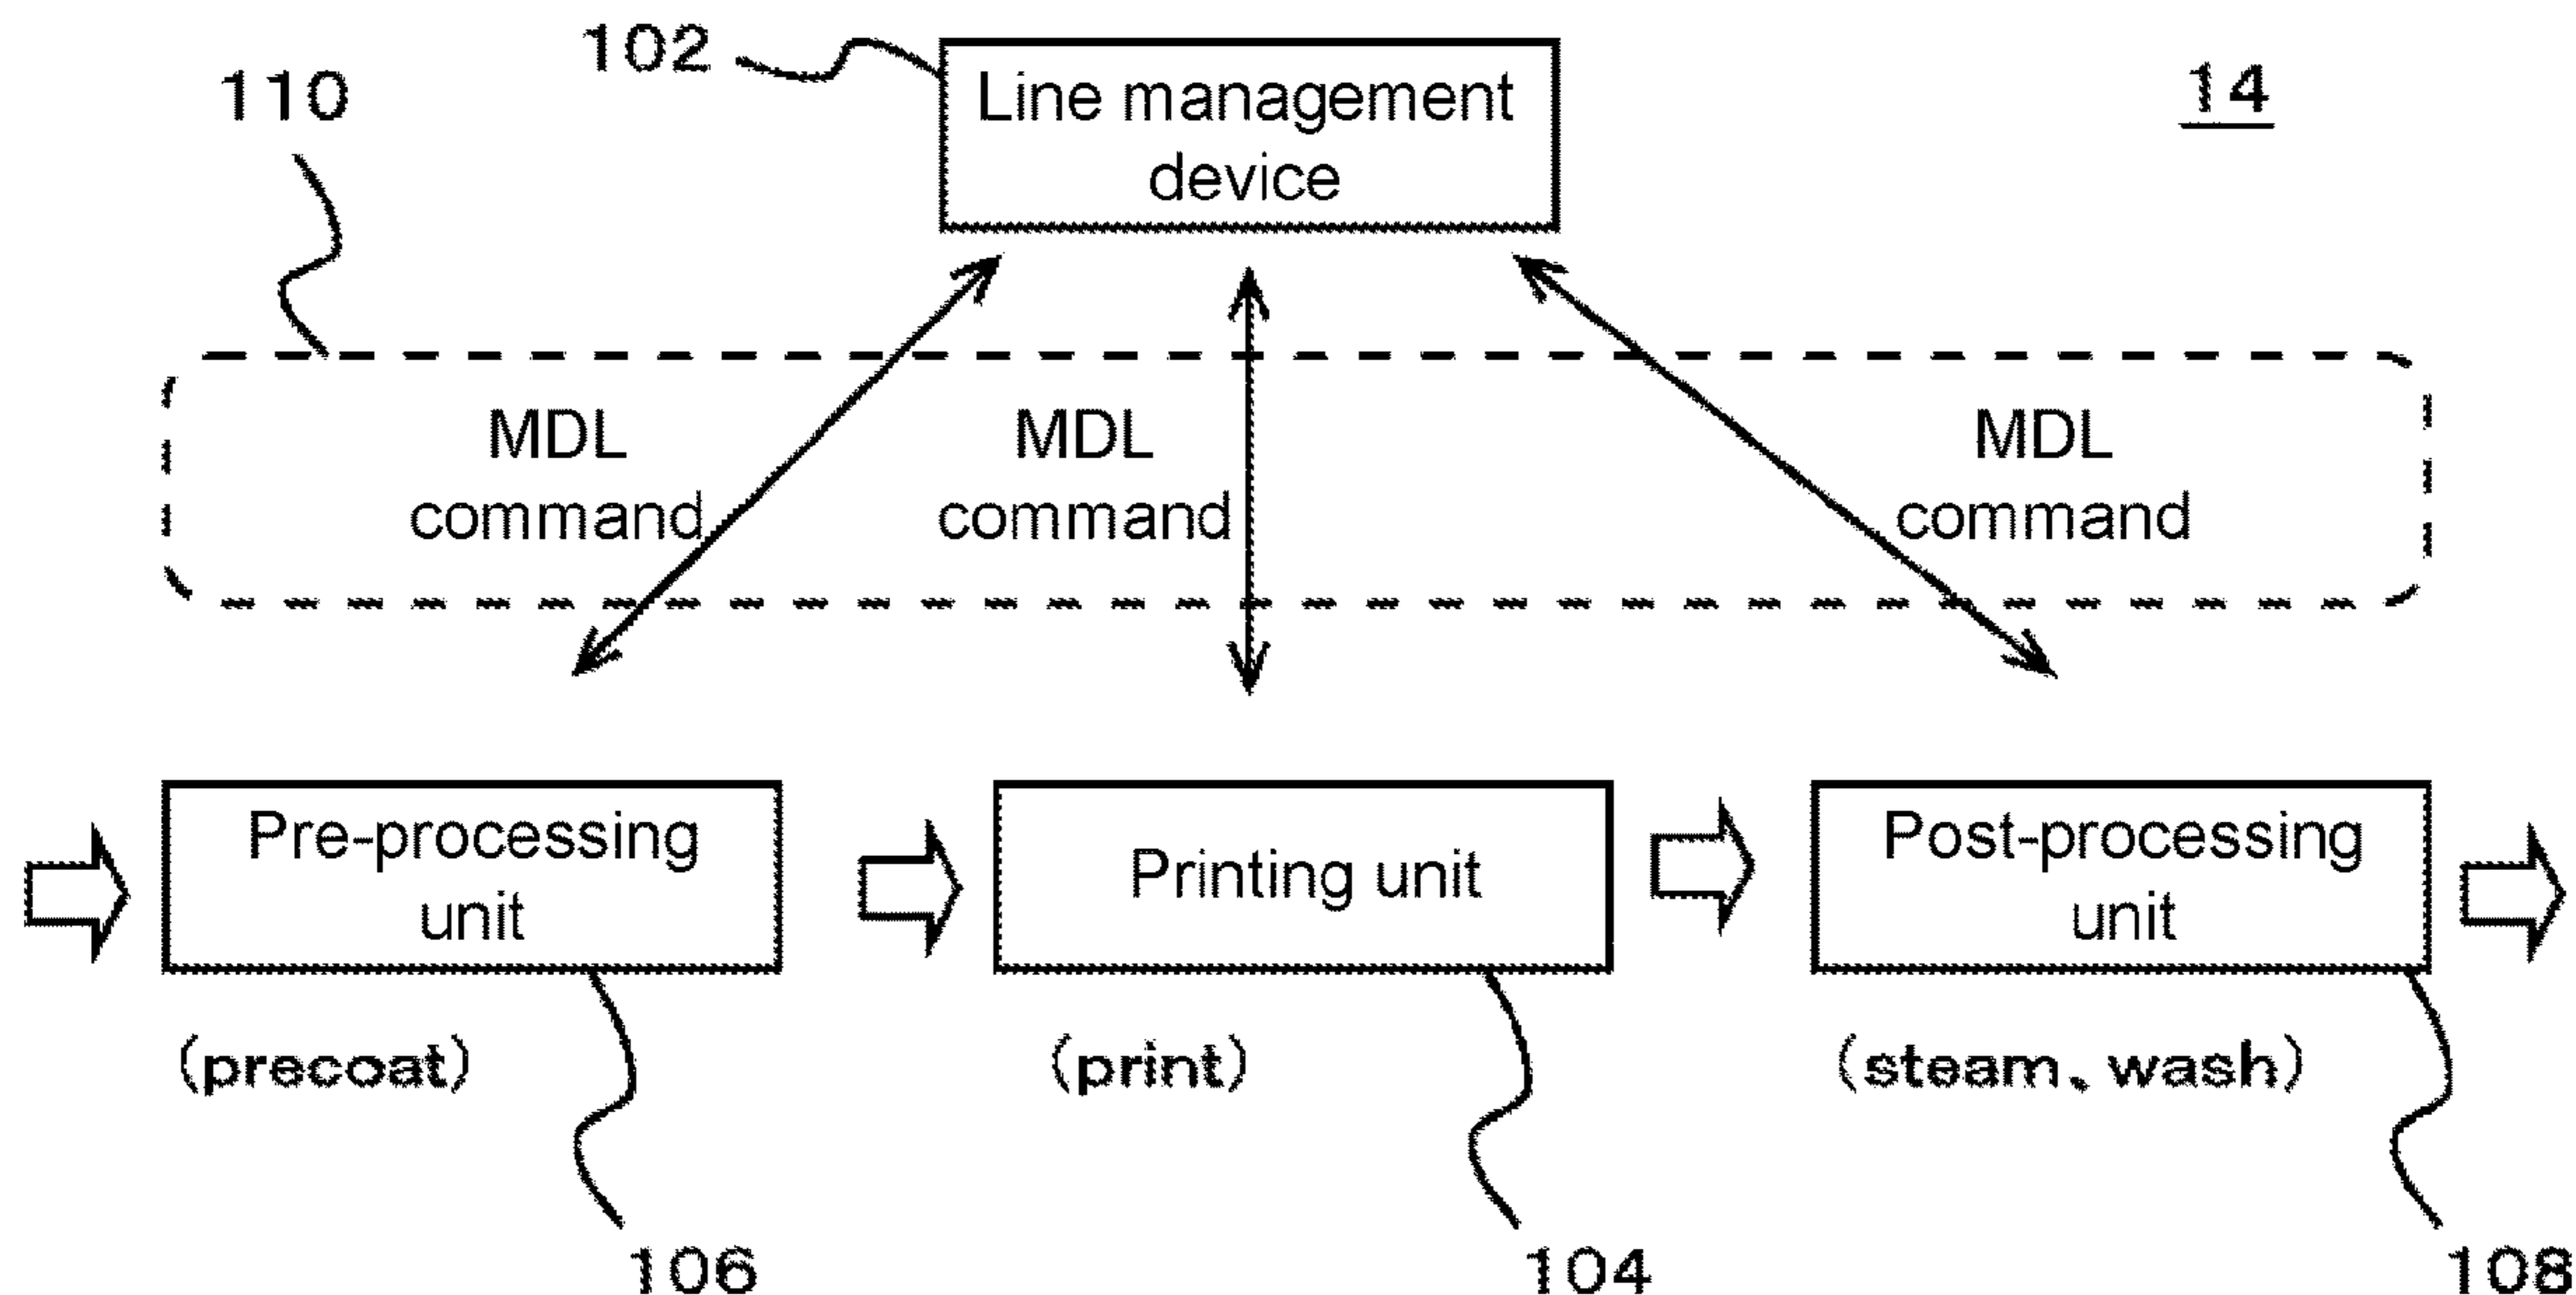 102
110
Line management
device
14
MDL
command
MDL
command
MDL
command
Pre-processing
unit
Printing unit
Post-processing
unit
(precoat)
(print)
(steam、wash)
106
104
108